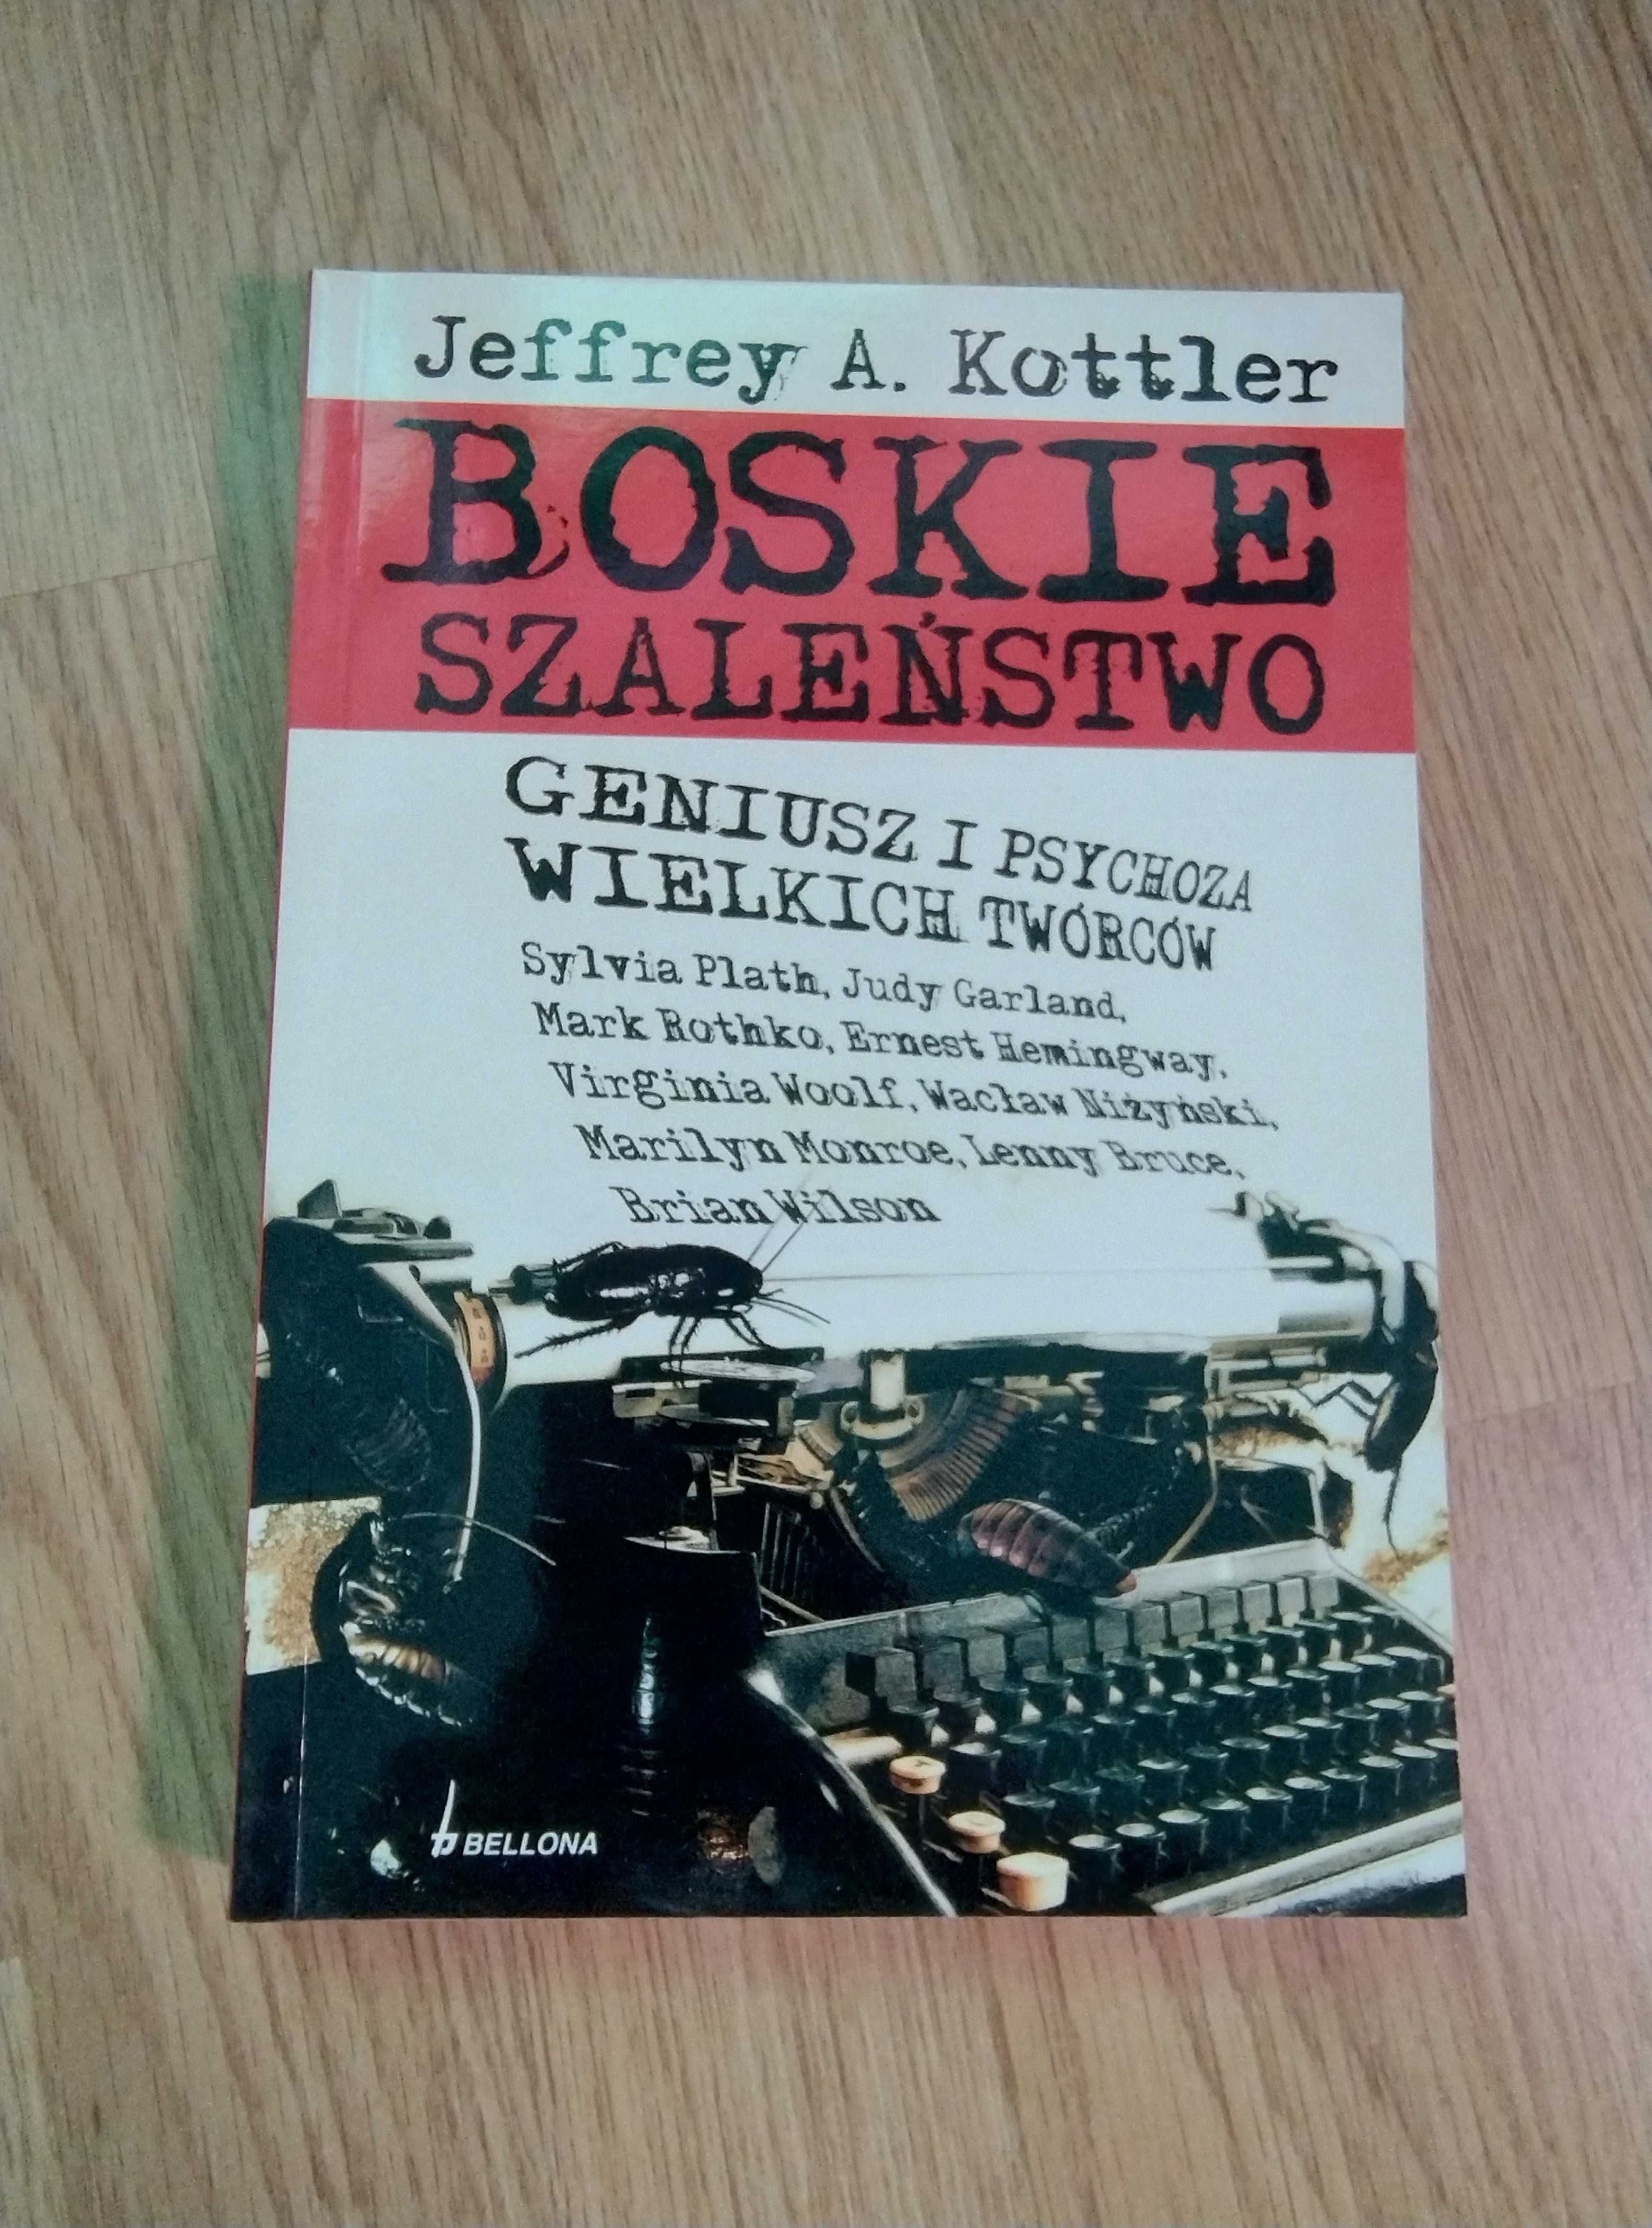 Jeffrey A. Kottler
BOSKIE
SZALEŃSTWO
GENIUSZ I PSYCHOZA
WIELKICH TWÓRCÓW
Sylvia Plath, Judy Garland,
Mark Rothko, Ernest Hemingway,
Virginia Woolf, Wacław Niżyński,
Marilyn Monroe, Lenny Bruce,
Brian Wilson
BELLONA